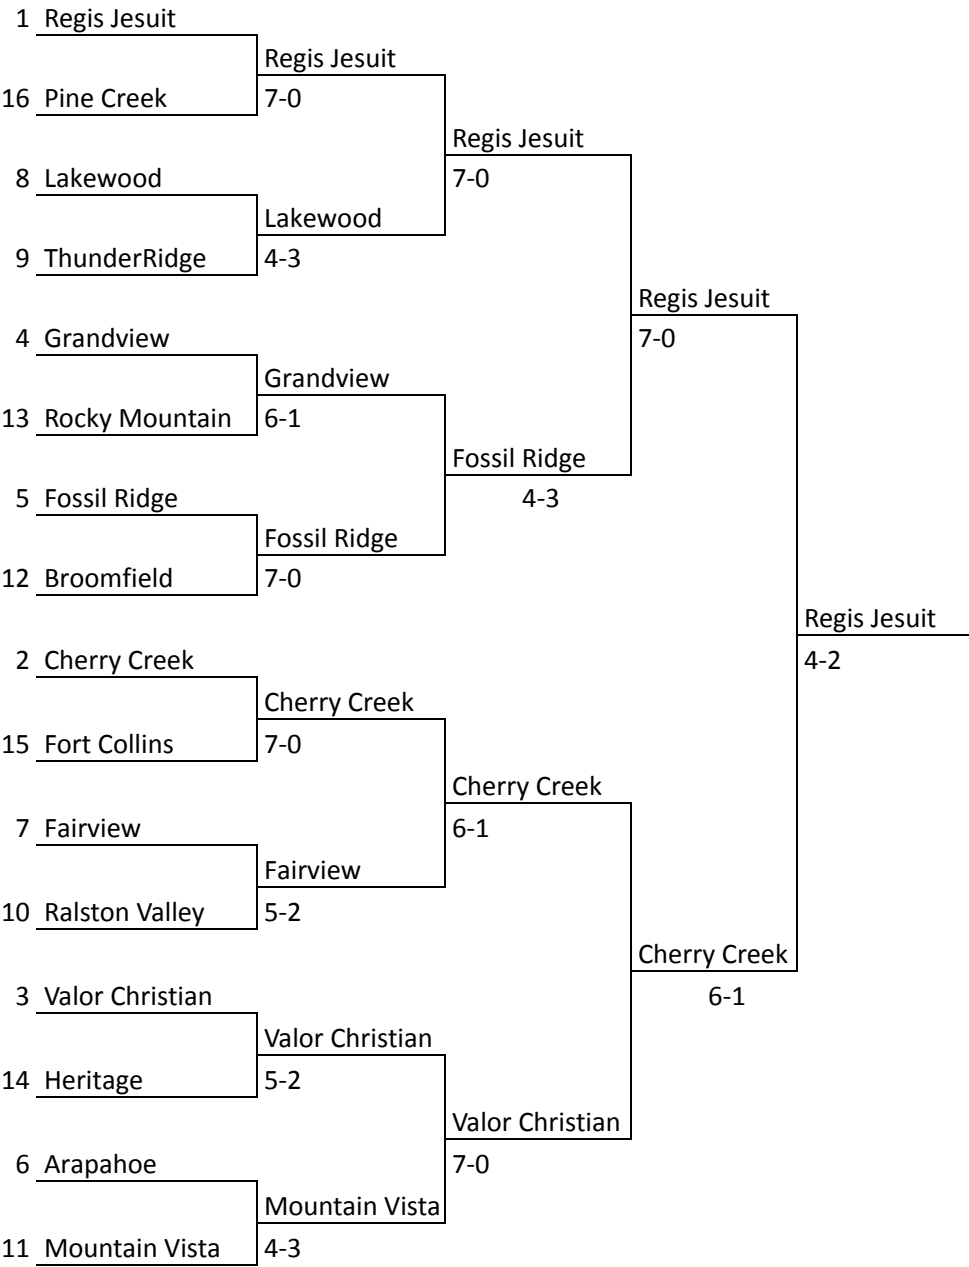 1 Regis Jesuit
Regis Jesuit
16 Pine Creek 7-0
Regis Jesuit
8 Lakewood 7-0
Lakewood
9 ThunderRidge 4-3
Regis Jesuit
4 Grandview 7-0
Grandview
13 Rocky Mountain 6-1
Fossil Ridge
5 Fossil Ridge 4-3
Fossil Ridge
12 Broomfield 7-0
Regis Jesuit
2 Cherry Creek 4-2
Cherry Creek
15 Fort Collins 7-0
Cherry Creek
7 Fairview 6-1
Fairview
10 Ralston Valley 5-2
Cherry Creek
3 Valor Christian 6-1
Valor Christian
14 Heritage 5-2
Valor Christian
6 Arapahoe 7-0
Mountain Vista
11 Mountain Vista 4-3